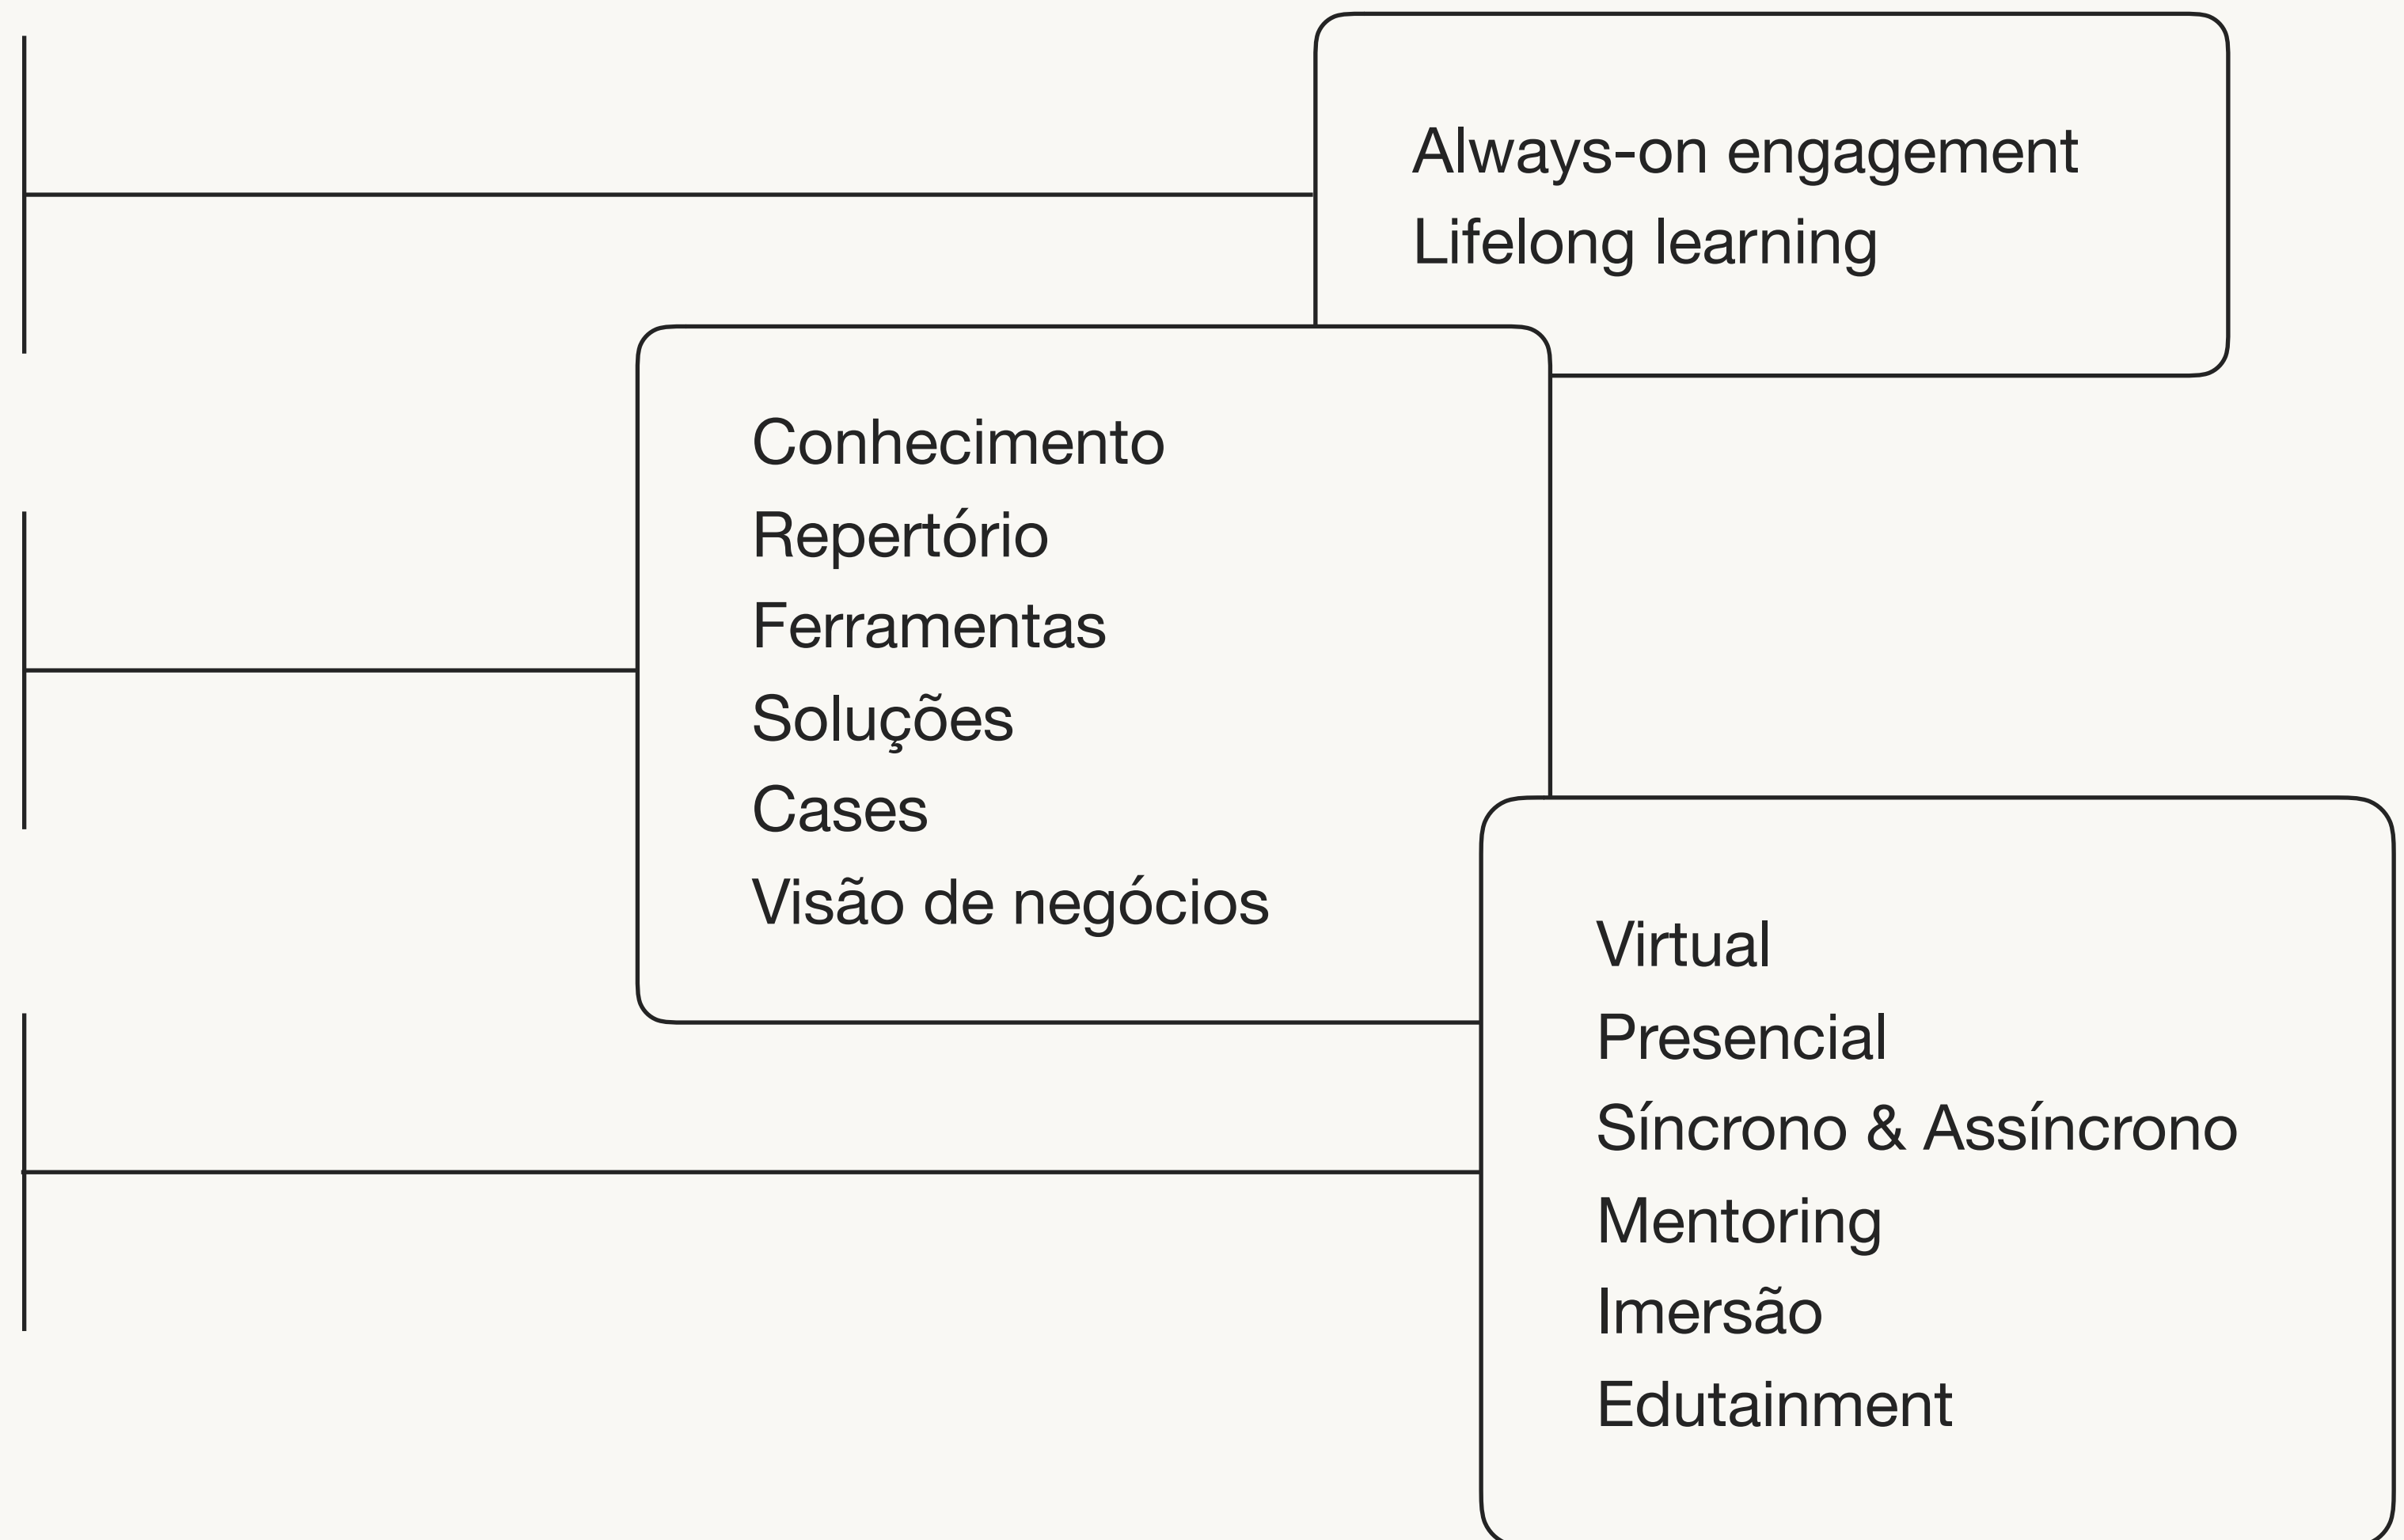 Always-on engagement
Lifelong learning
Conhecimento
Repertório
Ferramentas
Soluções
Cases
Visão de negócios
Virtual
Presencial
Síncrono & Assíncrono
Mentoring
Imersão
Edutainment